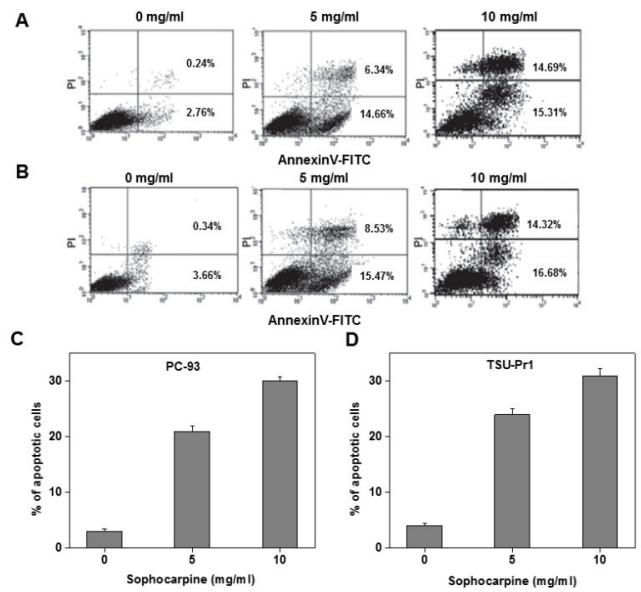 A
0 mg/ml 5 mg/ml 10 mg/ml
PI 0.24% 2.76%
PI 6.34% 14.66%
PI 14.69% 15.31%
AnnexinV-FITC
B
0 mg/ml 5 mg/ml 10 mg/ml
PI 0.34% 3.66%
PI 8.53% 15.47%
PI 14.32% 16.68%
AnnexinV-FITC
C
PC-93
% of apoptotic cells
30
20
10
0
0 5 10
Sophocarpine (mg/ml)
D
TSU-Pr1
% of apoptotic cells
30
20
10
0
0 5 10
Sophocarpine (mg/ml)